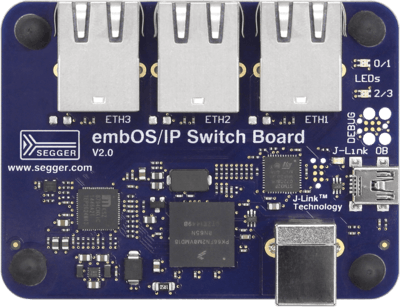 0/1
LEDs
2/3
ETH3
ETH2
ETH1
DEBUG
embOS/IP Switch Board
V2.0
SEGGER
www.segger.com
J-Link OB
J-Link™
Technology